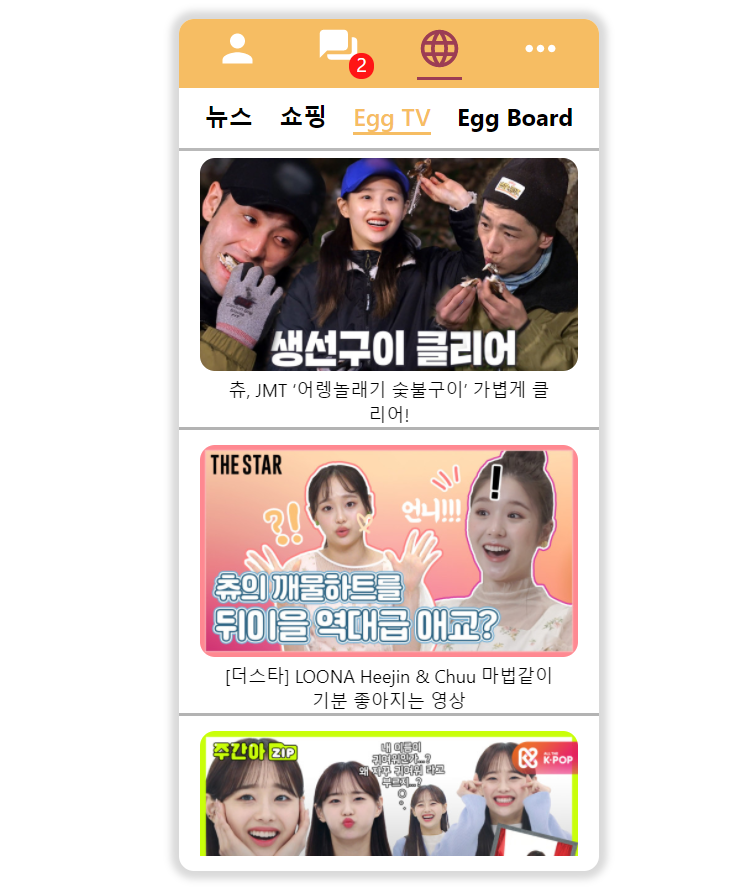 2
뉴스 쇼핑 Egg TV Egg Board
생선구이 클리어
츄, JMT ‘어렝놀래기 숯불구이’ 가볍게 클
리어!
THE STAR
?!
언니!!!
!
츄의 깨물하트를
뒤이을 역대급 애교?
[더스타] LOONA Heejin & Chuu 마법같이
기분 좋아지는 영상
주간아 ZIP
내 이름이
귀여워인가...?
왜 자꾸 귀여워 라고
부르지...?
ALL THE
K-POP